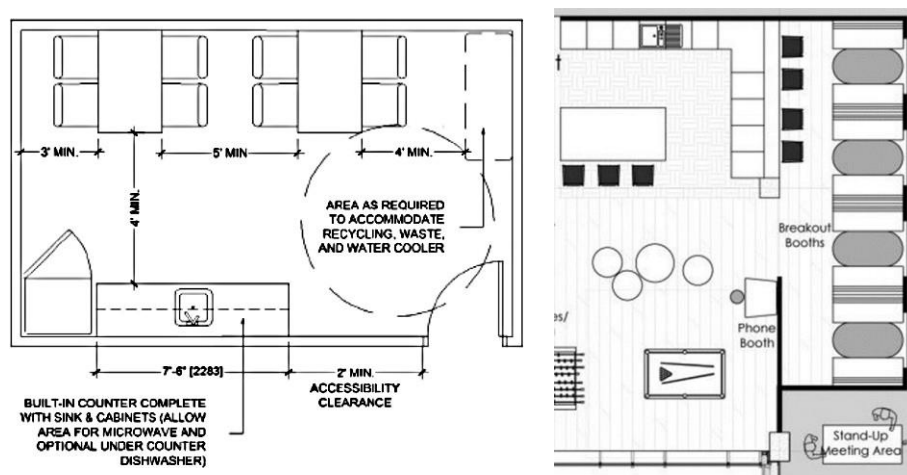 3' MIN.
5' MIN
4' MIN.
4' MIN.
AREA AS REQUIRED
TO ACCOMMODATE
RECYCLING, WASTE,
AND WATER COOLER
7'-6" [2283]
2' MIN.
ACCESSIBILITY
CLEARANCE
BUILT-IN COUNTER COMPLETE
WITH SINK & CABINETS (ALLOW
AREA FOR MICROWAVE AND
OPTIONAL UNDER COUNTER
DISHWASHER)
Breakout
Booths
Phone
Booth
es/
Stand-Up
Meeting Area